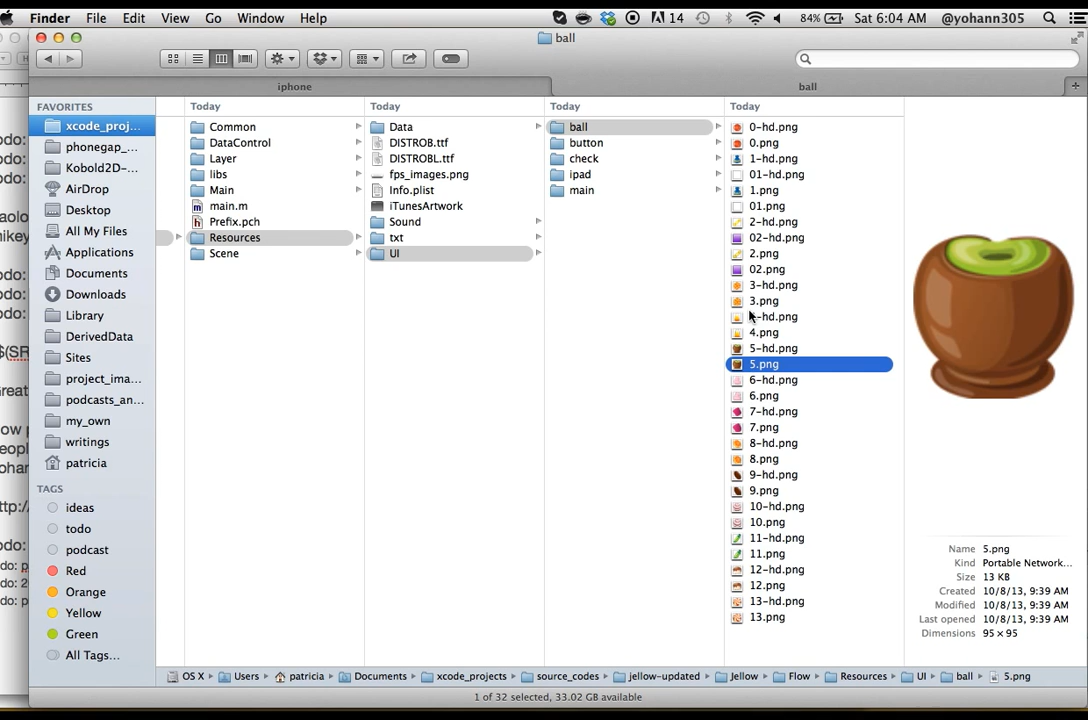 Finder File Edit View Go Window Help 14 84% Sat 6:04 AM @yohann305
ball
iphone ball
FAVORITES
xcode_proj...
phonegap_...
Kobold2D-...
AirDrop
Desktop
All My Files
Applications
Documents
Downloads
Library
DerivedData
Sites
project_ima...
podcasts_an...
my_own
writings
patricia
TAGS
ideas
todo
podcast
Red
Orange
Yellow
Green
All Tags...
Today
Common
DataControl
Layer
libs
Main
main.m
Prefix.pch
Resources
Scene
Today
Data
DISTROB.ttf
DISTROBL.ttf
fps_images.png
Info.plist
iTunesArtwork
Sound
txt
UI
Today
ball
button
check
ipad
main
Today
0-hd.png
0.png
1-hd.png
01-hd.png
1.png
01.png
2-hd.png
02-hd.png
2.png
02.png
3-hd.png
3.png
-hd.png
4.png
5-hd.png
5.png
6-hd.png
6.png
7-hd.png
7.png
8-hd.png
8.png
9-hd.png
9.png
10-hd.png
10.png
11-hd.png
11.png
12-hd.png
12.png
13-hd.png
13.png
Name 5.png
Kind Portable Network...
Size 13 KB
Created 10/8/13, 9:39 AM
Modified 10/8/13, 9:39 AM
Last opened 10/8/13, 9:39 AM
Dimensions 95 × 95
OS X Users patricia Documents xcode_projects source_codes jellow-updated Jellow Flow Resources UI ball 5.png
1 of 32 selected, 33.02 GB available